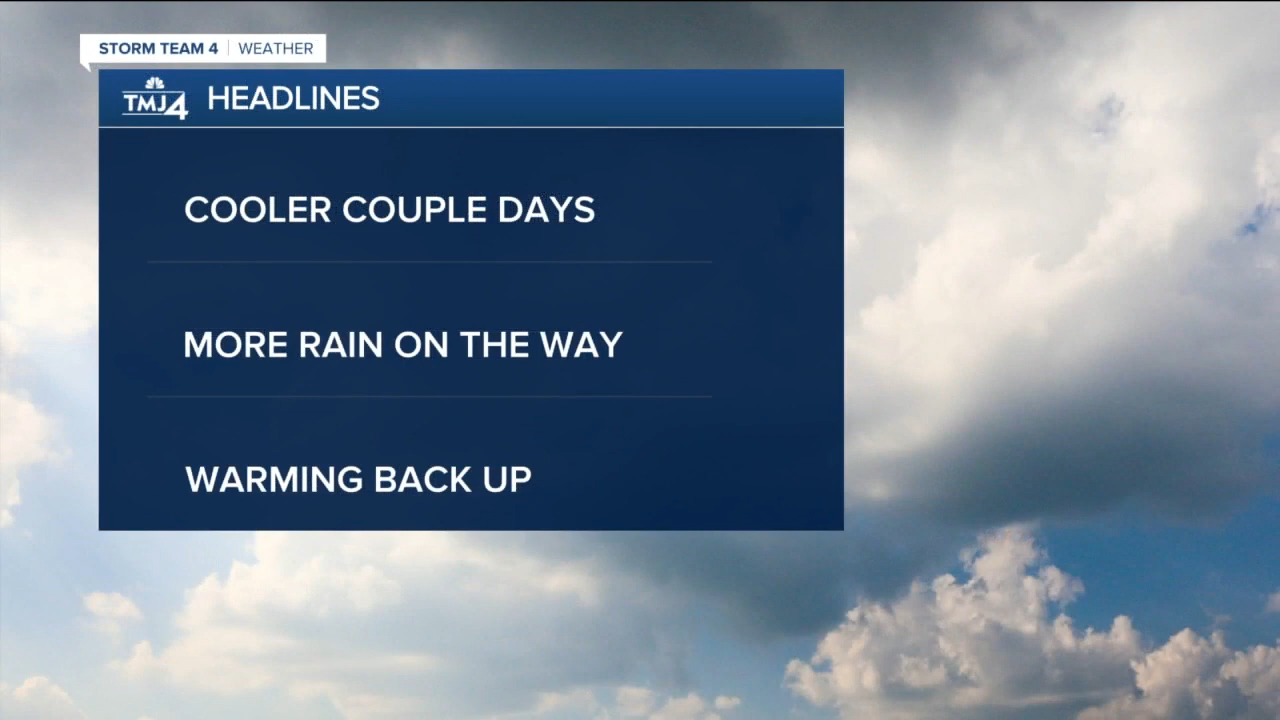 STORM TEAM 4 | WEATHER
TMJ4 HEADLINES
COOLER COUPLE DAYS
MORE RAIN ON THE WAY
WARMING BACK UP